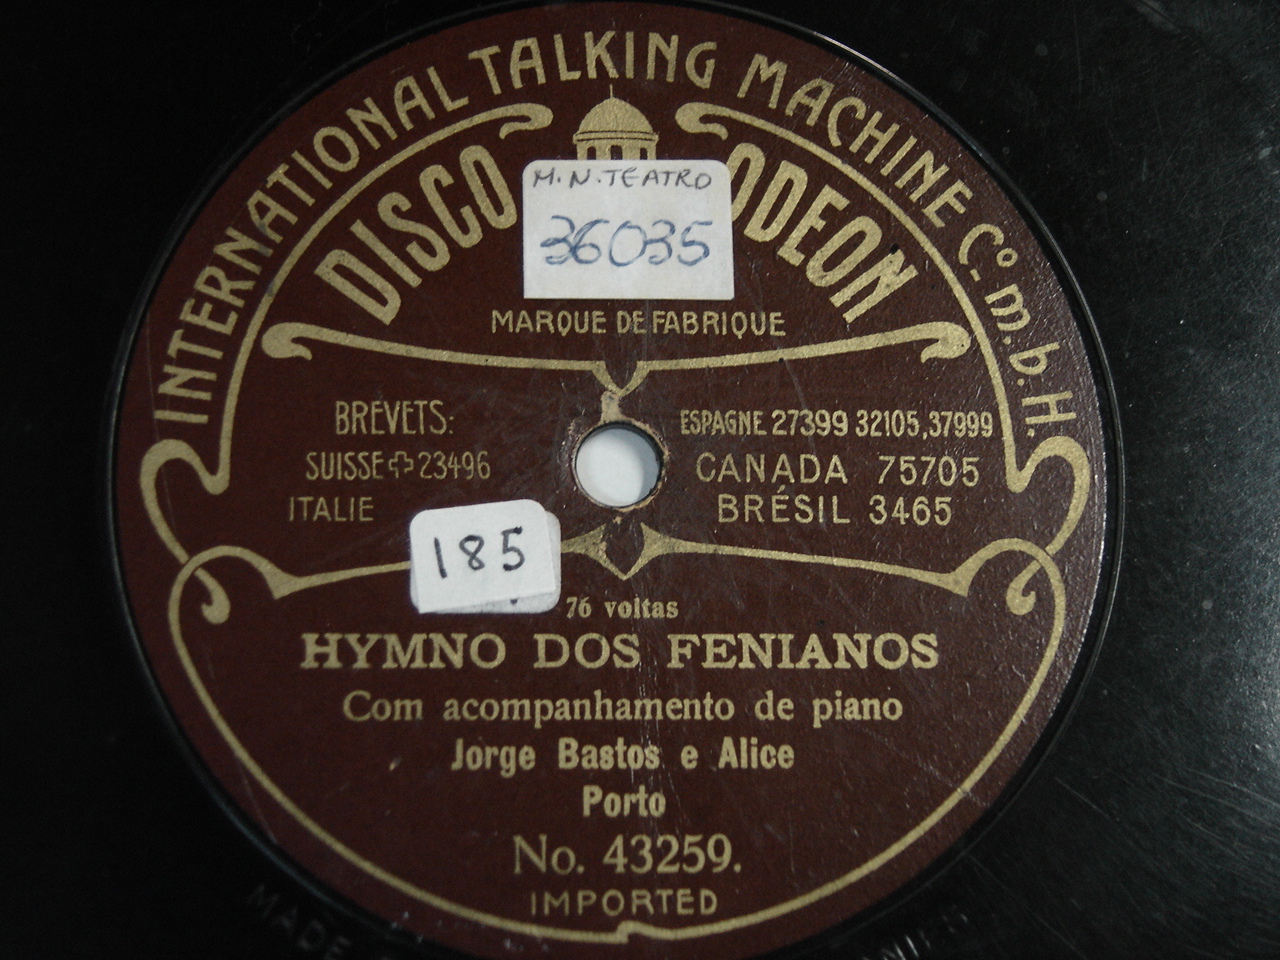 INTERNATIONAL TALKING MACHINE Co. m.b.H.
DISCO ODEON
M.N.TEATRO
36035
MARQUE DE FABRIQUE
BREVETS:
SUISSE 23496
ITALIE
ESPAGNE 27399 32105,37999
CANADA 75705
BRÉSIL 3465
185
76 voltas
HYMNO DOS FENIANOS
Com acompanhamento de piano
Jorge Bastos e Alice
Porto
No. 43259.
IMPORTED
MADE